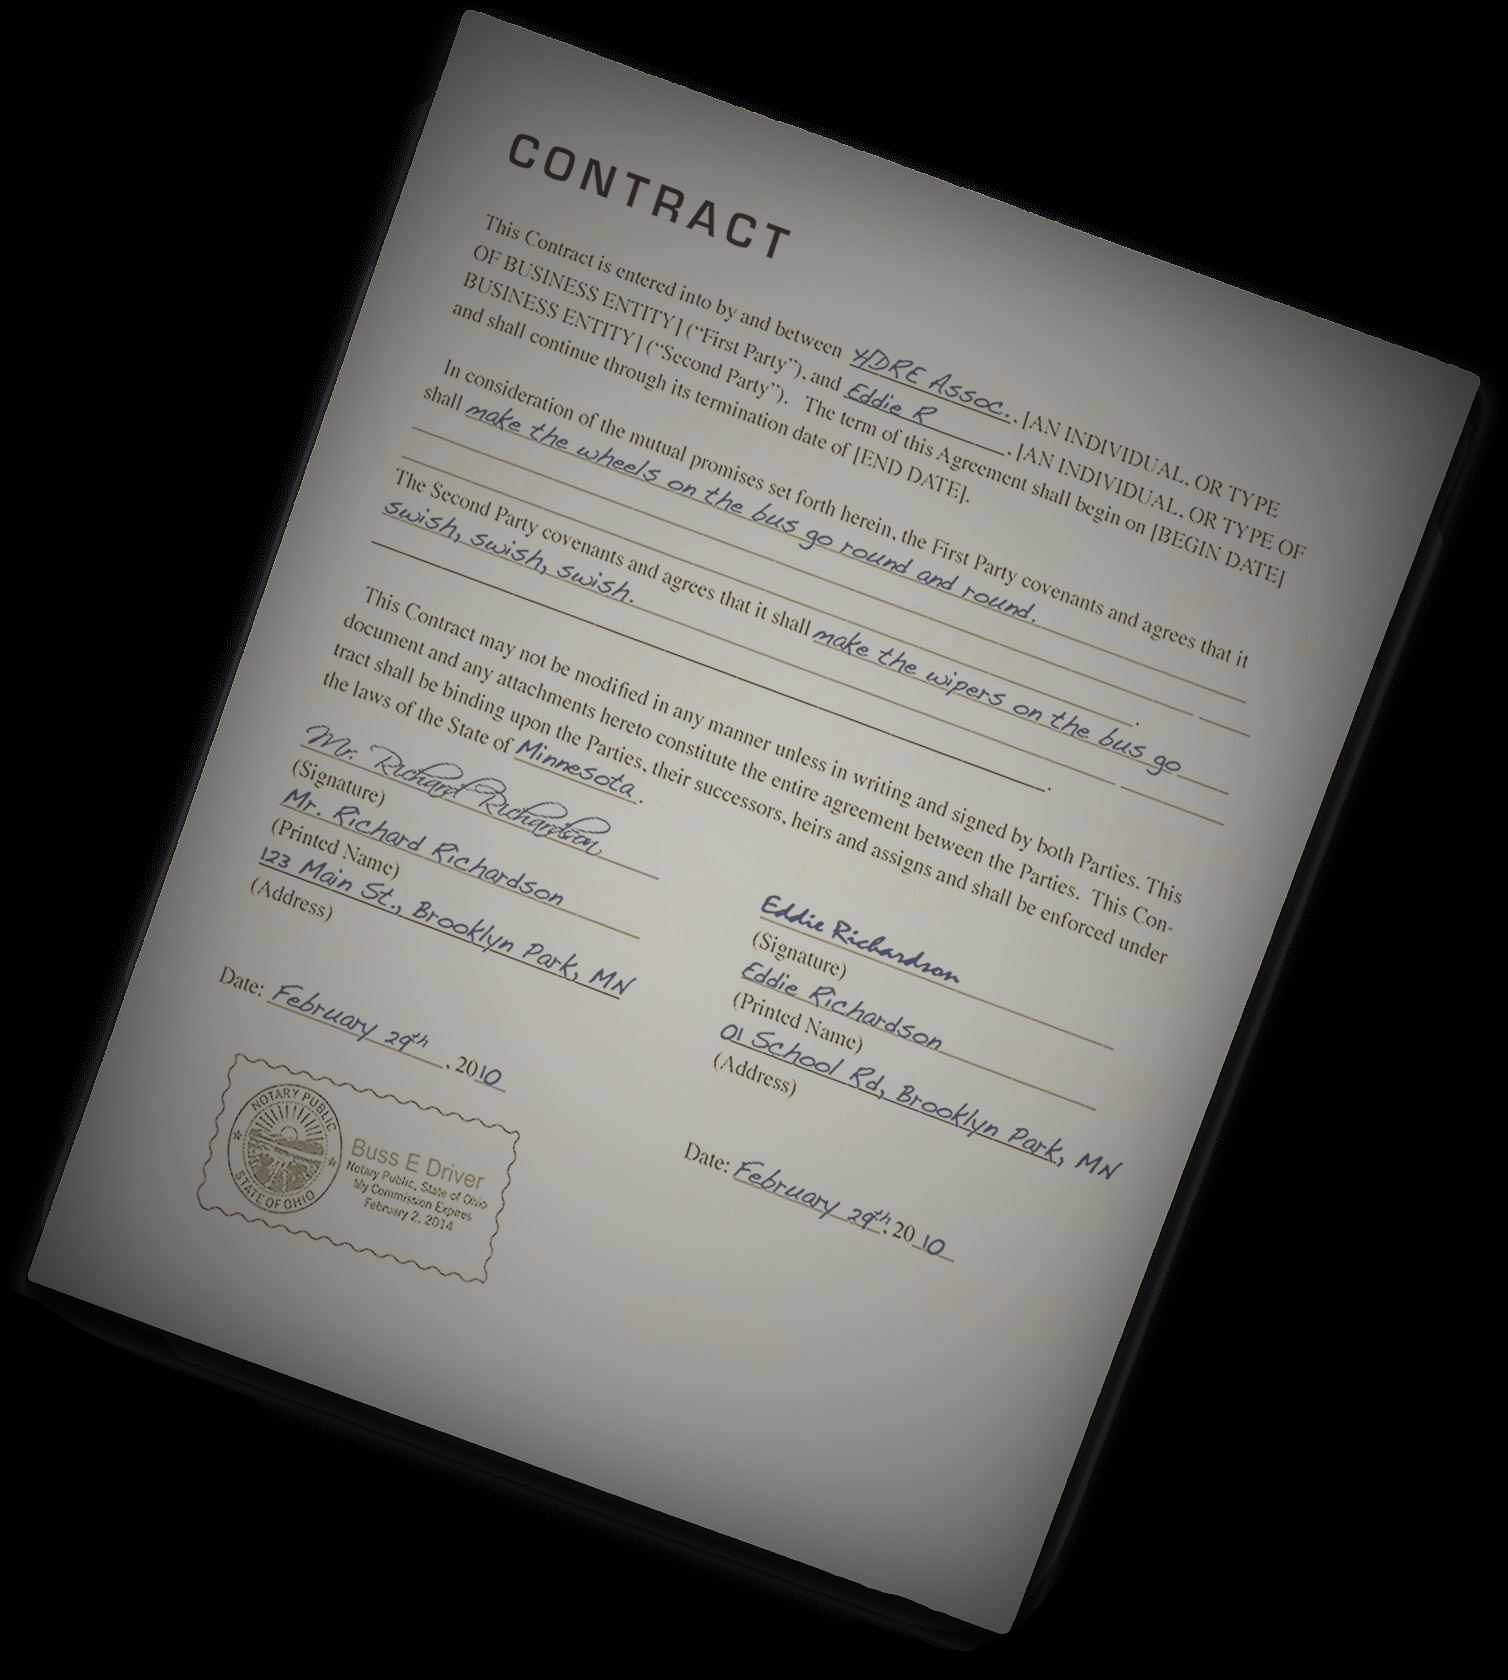 CONTRACT
This Contract is entered into by and between HDRE Assoc., [AN INDIVIDUAL, OR TYPE
OF BUSINESS ENTITY] (“First Party”), and Eddie R, [AN INDIVIDUAL, OR TYPE OF
BUSINESS ENTITY] (“Second Party”). The term of this Agreement shall begin on [BEGIN DATE]
and shall continue through its termination date of [END DATE].
In consideration of the mutual promises set forth herein, the First Party covenants and agrees that it
shall make the wheels on the bus go round and round.
.
The Second Party covenants and agrees that it shall make the wipers on the bus go
swish, swish, swish.
.
This Contract may not be modified in any manner unless in writing and signed by both Parties. This
document and any attachments hereto constitute the entire agreement between the Parties. This Con-
tract shall be binding upon the Parties, their successors, heirs and assigns and shall be enforced under
the laws of the State of Minnesota.
Mr. Richard Richardson
(Signature)
Mr. Richard Richardson
(Printed Name)
123 Main St., Brooklyn Park, MN
(Address)
Date: February 29th, 2010
Eddie Richardson
(Signature)
Eddie Richardson
(Printed Name)
01 School Rd, Brooklyn Park, MN
(Address)
Date: February 29th, 2010
NOTARY PUBLIC
STATE OF OHIO
Buss E Driver
Notary Public, State of Ohio
My Commission Expires
February 2, 2014